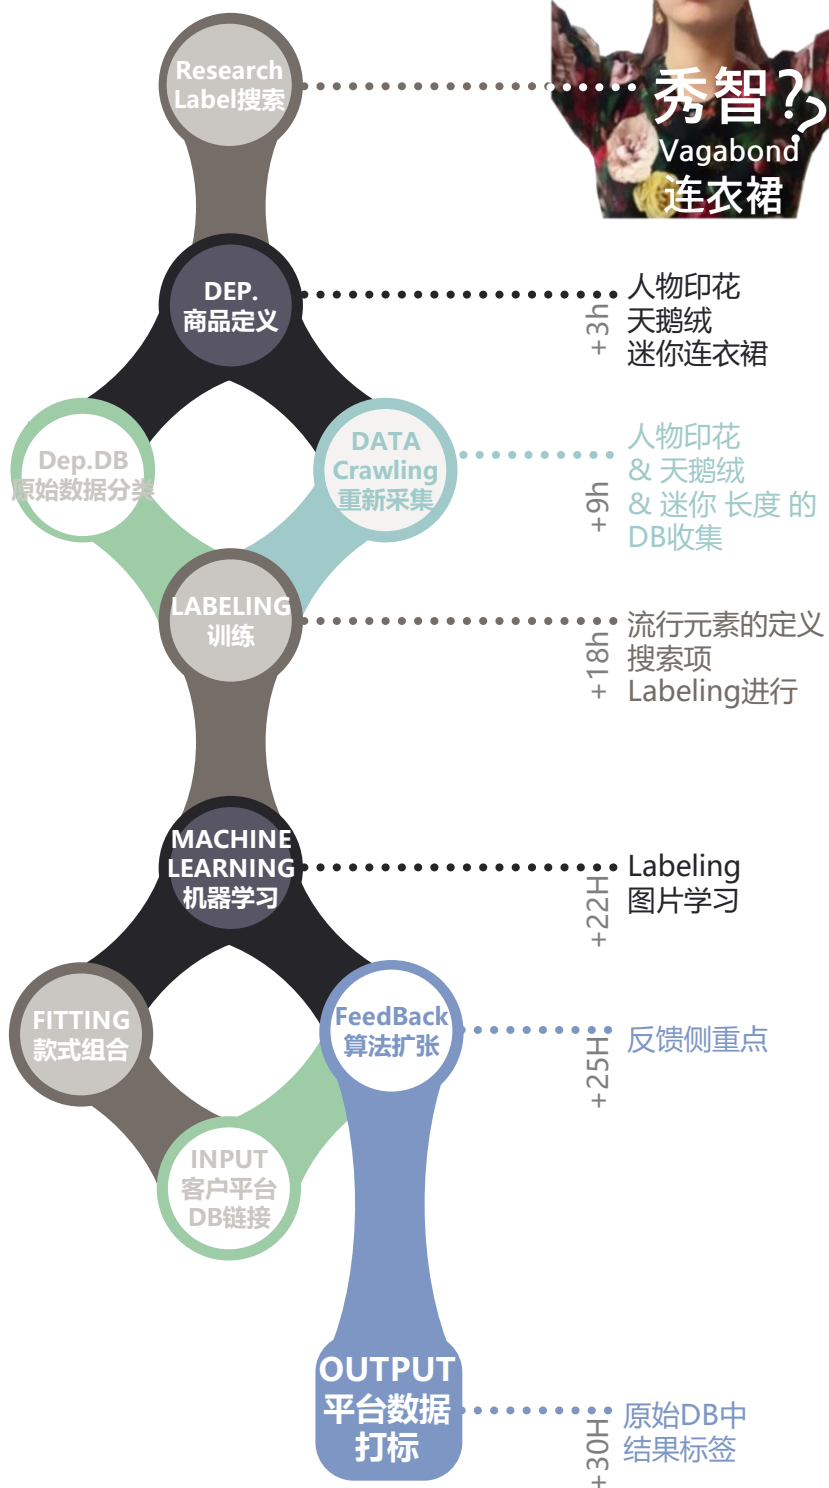 Research
Label搜索
秀智?
?
Vagabond
连衣裙
DEP.
商品定义
+3h
人物印花
天鹅绒
迷你连衣裙
Dep.DB
原始数据分类
DATA
Crawling
重新采集
+9h
人物印花
& 天鹅绒
& 迷你 长度 的
DB收集
LABELING
训练
+18h
流行元素的定义
搜索项
Labeling进行
MACHINE
LEARNING
机器学习
+22H
Labeling
图片学习
FITTING
款式组合
FeedBack
算法扩张
+25H
反馈侧重点
INPUT
客户平台
DB链接
OUTPUT
平台数据
打标
+30H
原始DB中
结果标签